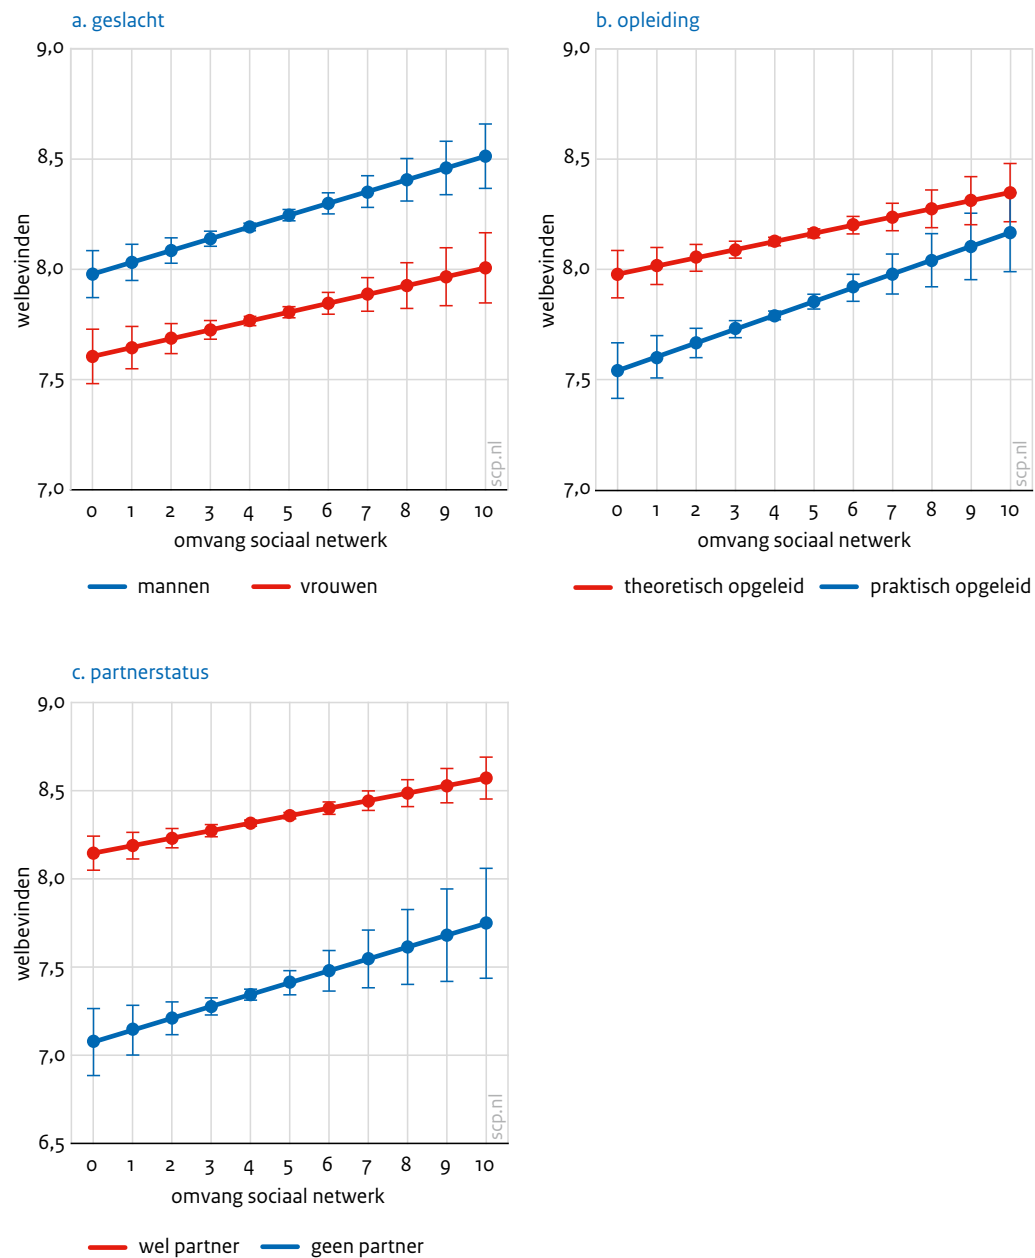 a. geslacht
9,0
8,5
8,0
7,5
7,0
welbevinden
0 1 2 3 4 5 6 7 8 9 10
omvang sociaal netwerk
scp.nl
mannen vrouwen
b. opleiding
9,0
8,5
8,0
7,5
7,0
welbevinden
0 1 2 3 4 5 6 7 8 9 10
omvang sociaal netwerk
scp.nl
theoretisch opgeleid praktisch opgeleid
c. partnerstatus
9,0
8,5
8,0
7,5
7,0
6,5
welbevinden
0 1 2 3 4 5 6 7 8 9 10
omvang sociaal netwerk
scp.nl
wel partner geen partner